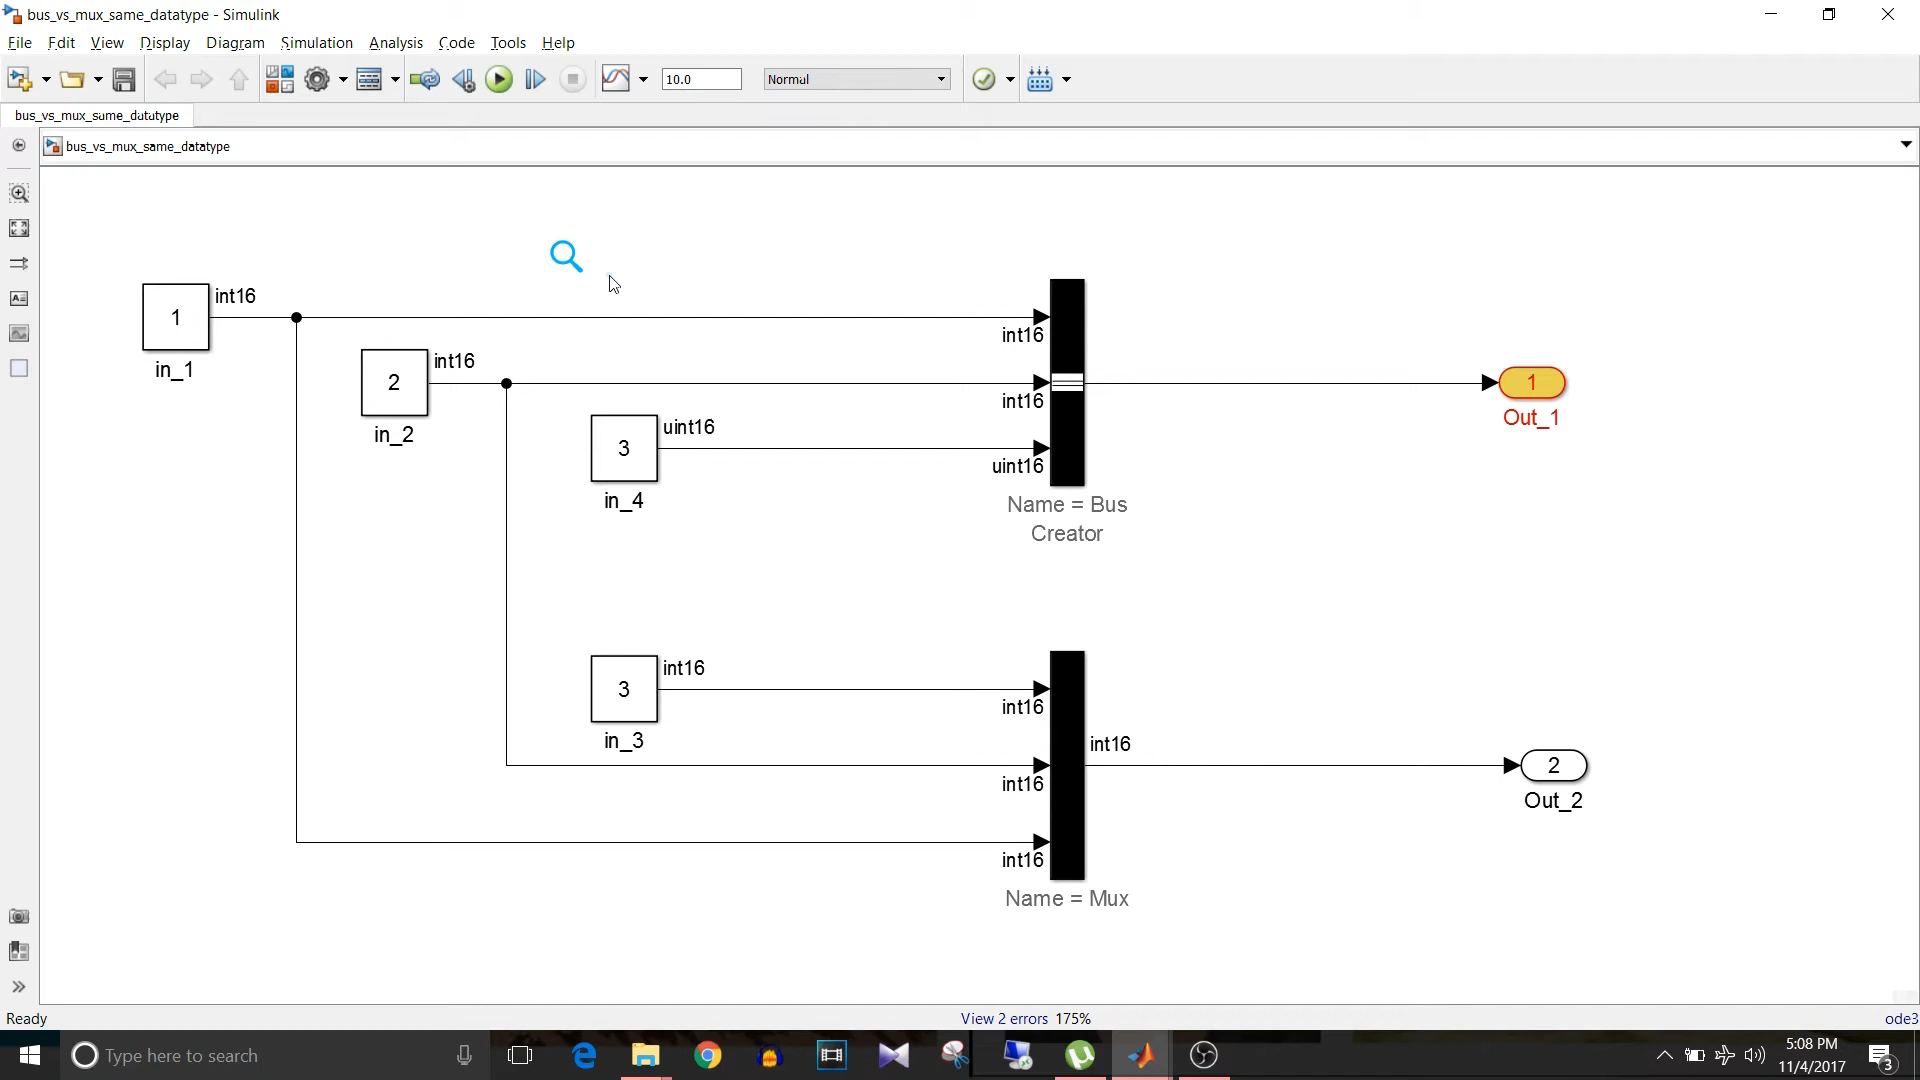 bus_vs_mux_same_datatype - Simulink
File Edit View Display Diagram Simulation Analysis Code Tools Help
10.0
Normal
bus_vs_mux_same_datatype
bus_vs_mux_same_datatype
1
int16
in_1
int16
2
int16
in_2
int16
3
uint16
in_4
uint16
Name = Bus
Creator
1
Out_1
3
int16
in_3
int16
int16
int16
int16
Name = Mux
2
Out_2
Ready
View 2 errors 175%
ode3
Type here to search
5:08 PM
11/4/2017
3